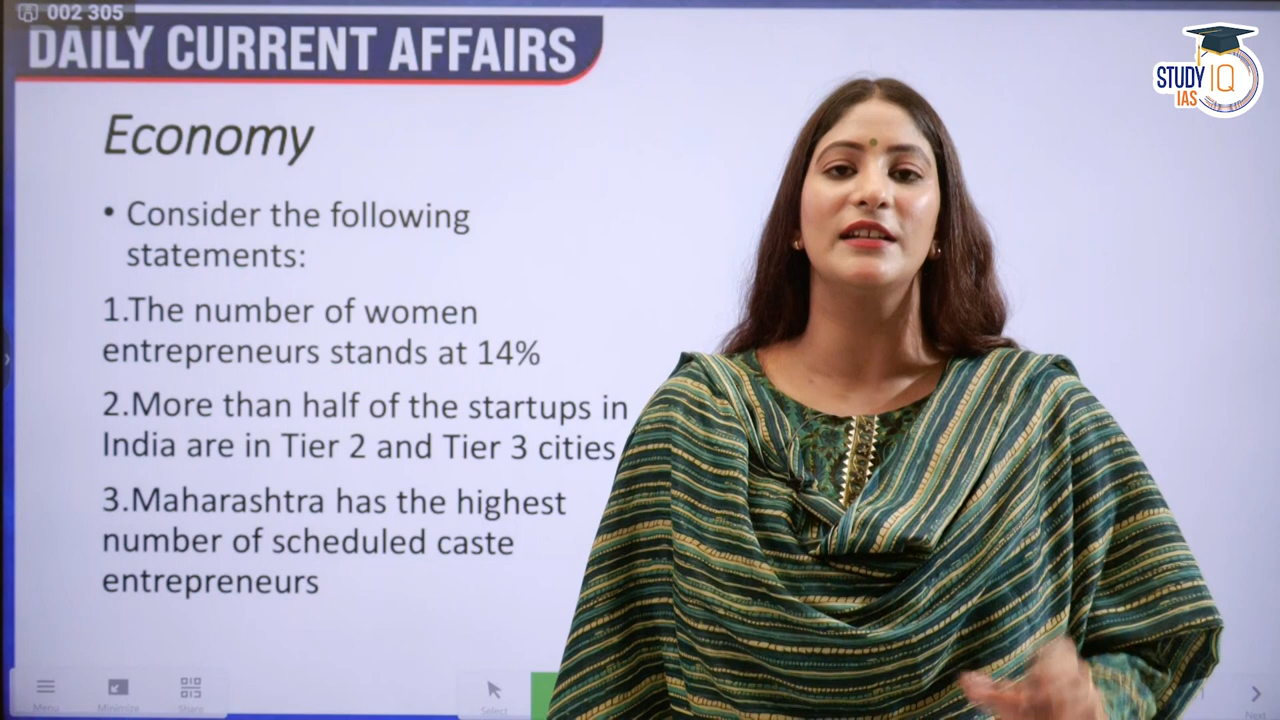 002 305
DAILY CURRENT AFFAIRS
STUDY IQ
IAS
Economy
• Consider the following
statements:
1.The number of women
entrepreneurs stands at 14%
2.More than half of the startups in
India are in Tier 2 and Tier 3 cities
3.Maharashtra has the highest
number of scheduled caste
entrepreneurs
Menu
Minimize
Share
Select
Next